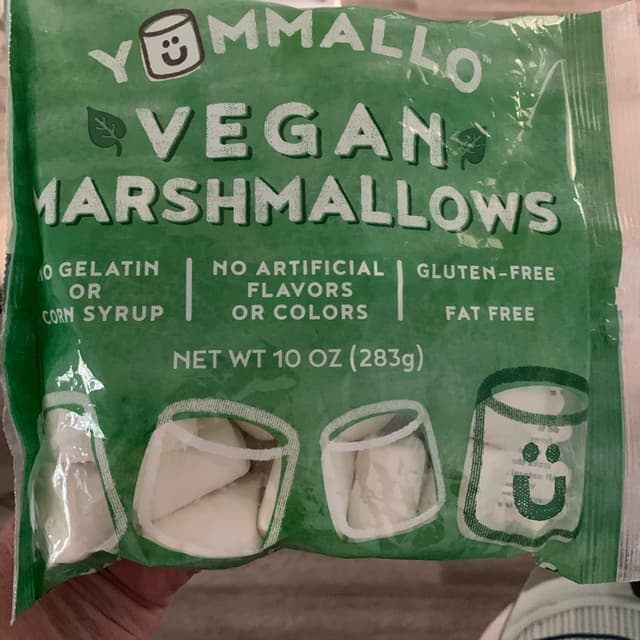 YUMMALLO™
VEGAN
MARSHMALLOWS
NO GELATIN
OR
CORN SYRUP
NO ARTIFICIAL
FLAVORS
OR COLORS
GLUTEN-FREE
FAT FREE
NET WT 10 OZ (283g)